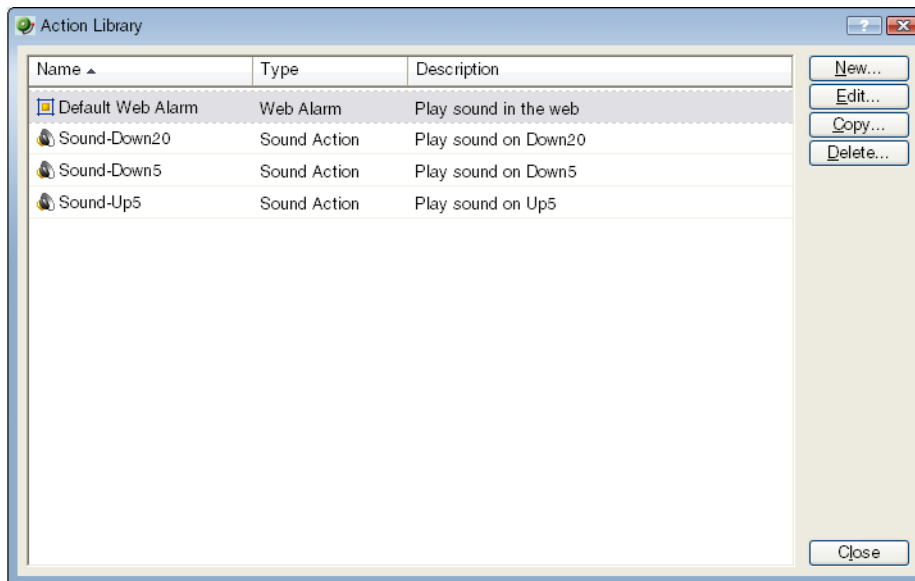 Action Library
?
Name Type Description
Default Web Alarm Web Alarm Play sound in the web
Sound-Down20 Sound Action Play sound on Down20
Sound-Down5 Sound Action Play sound on Down5
Sound-Up5 Sound Action Play sound on Up5
New...
Edit...
Copy...
Delete...
Close